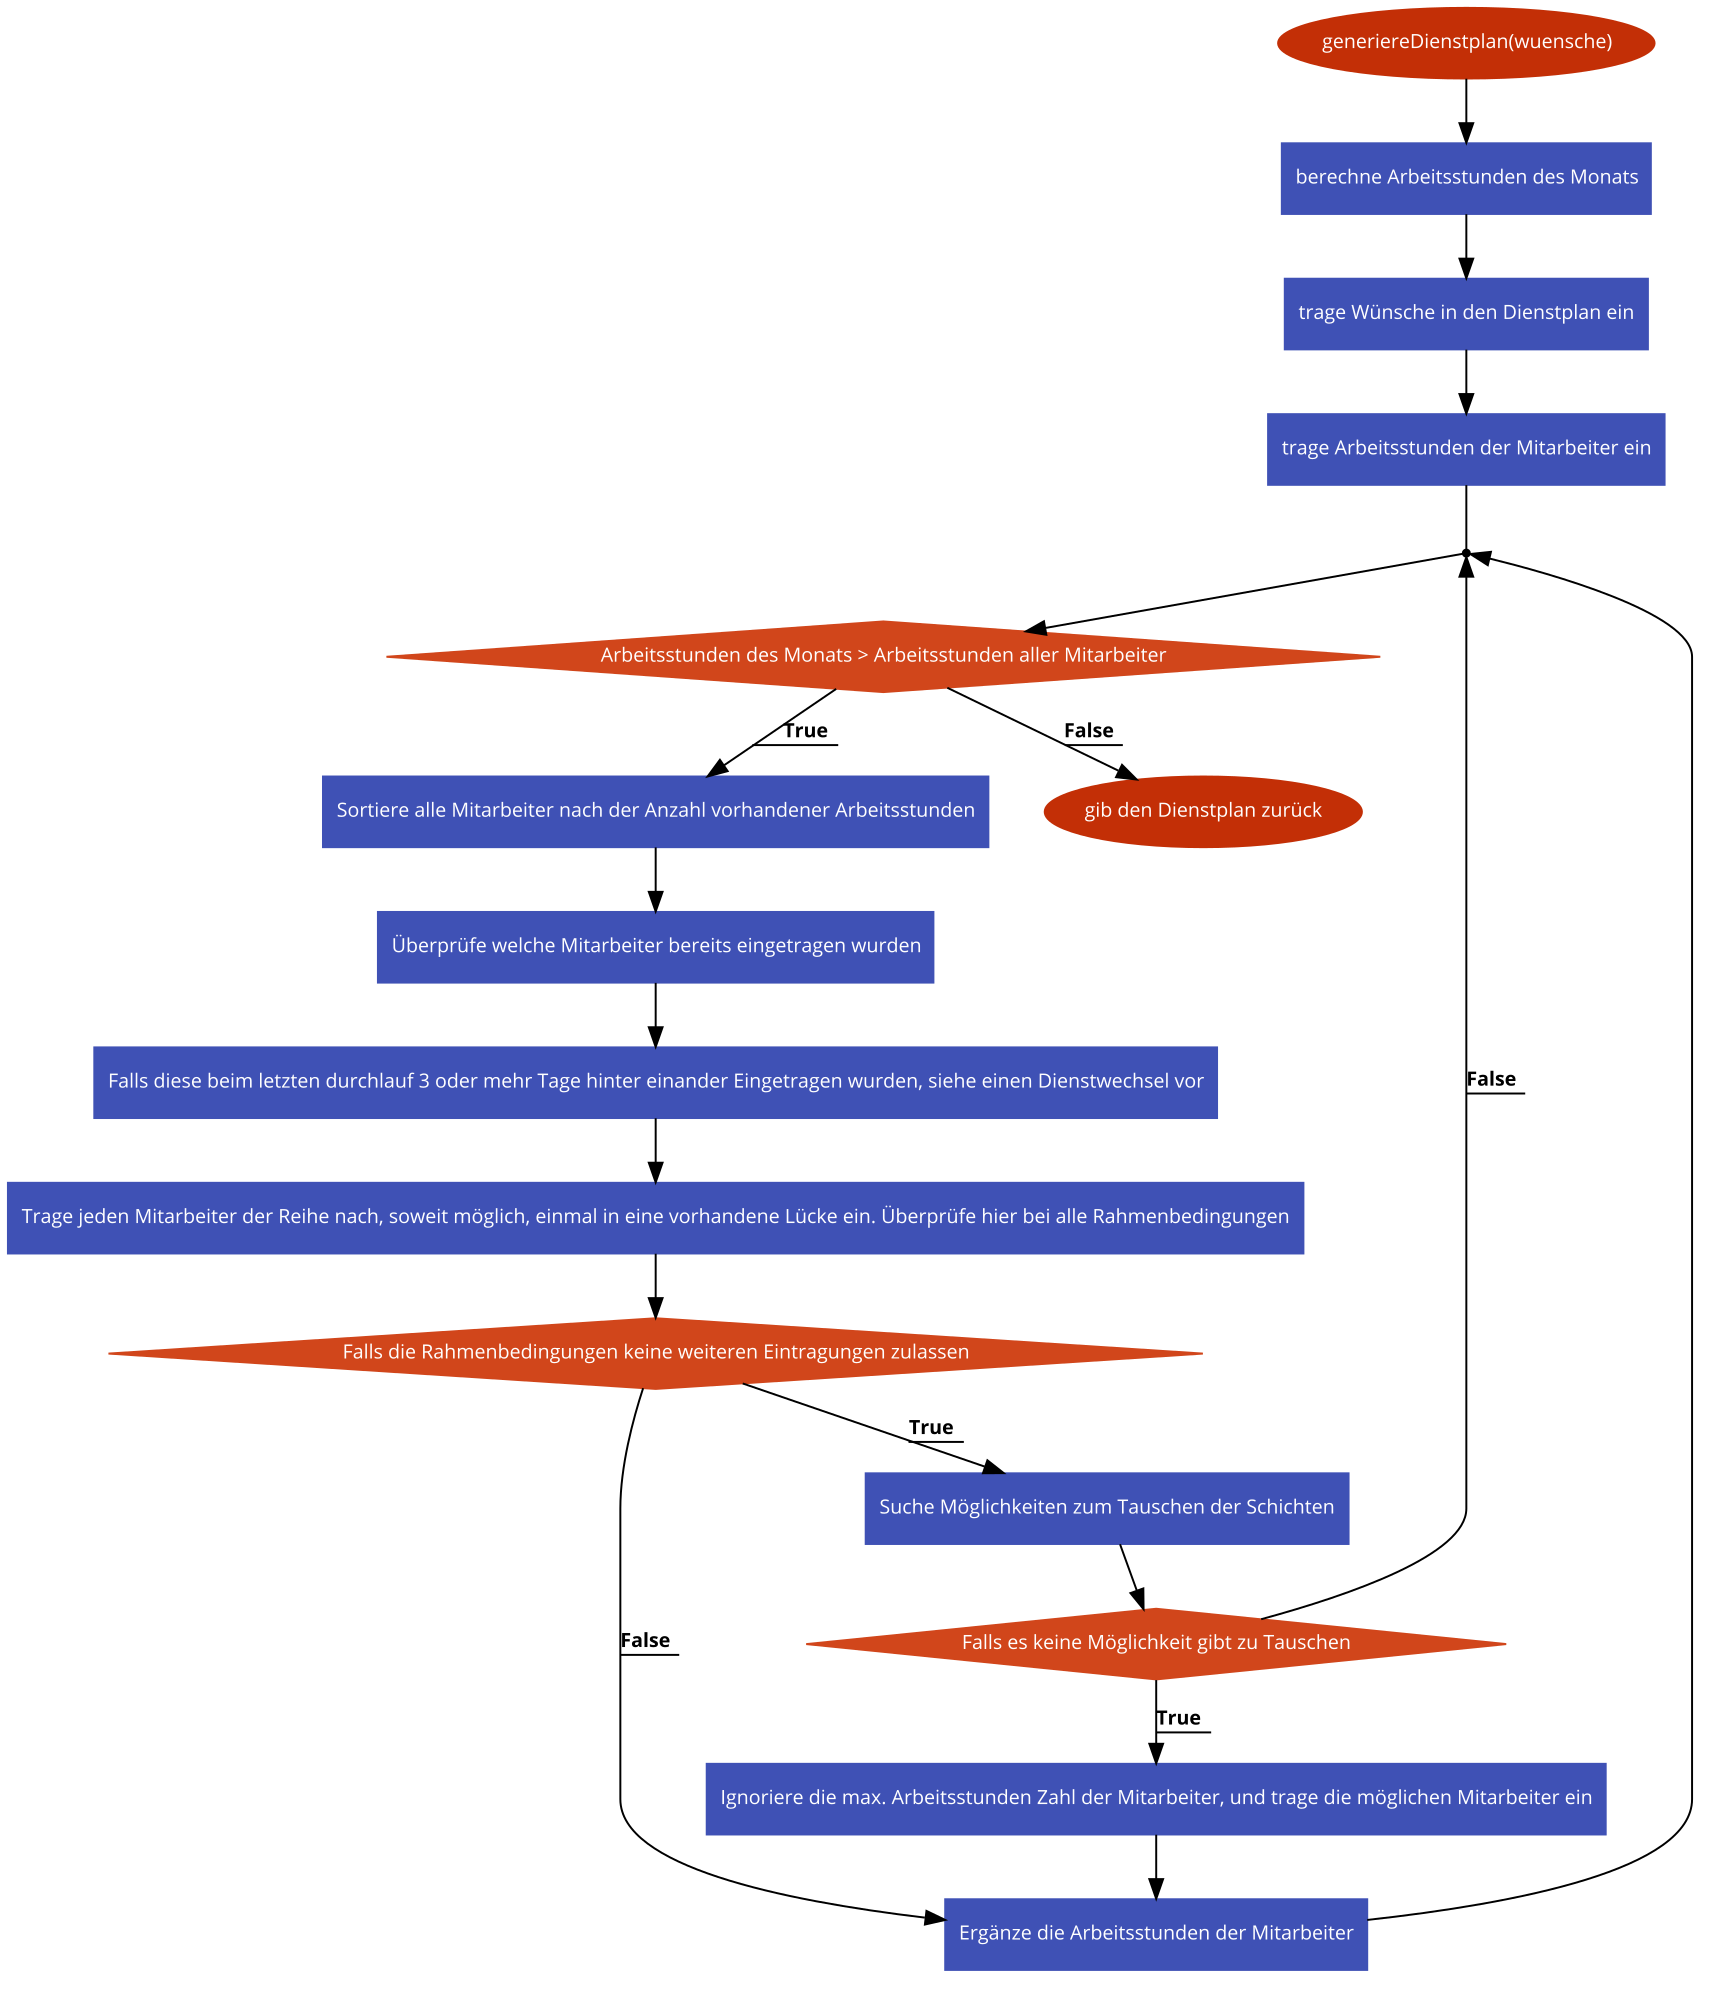 generiereDienstplan(wuensche)
berechne Arbeitsstunden des Monats
trage Wünsche in den Dienstplan ein
trage Arbeitsstunden der Mitarbeiter ein
Arbeitsstunden des Monats > Arbeitsstunden aller Mitarbeiter
True
False
Sortiere alle Mitarbeiter nach der Anzahl vorhandener Arbeitsstunden
gib den Dienstplan zurück
Überprüfe welche Mitarbeiter bereits eingetragen wurden
Falls diese beim letzten durchlauf 3 oder mehr Tage hinter einander Eingetragen wurden, siehe einen Dienstwechsel vor
False
Trage jeden Mitarbeiter der Reihe nach, soweit möglich, einmal in eine vorhandene Lücke ein. Überprüfe hier bei alle Rahmenbedingungen
Falls die Rahmenbedingungen keine weiteren Eintragungen zulassen
True
Suche Möglichkeiten zum Tauschen der Schichten
False
Falls es keine Möglichkeit gibt zu Tauschen
True
Ignoriere die max. Arbeitsstunden Zahl der Mitarbeiter, und trage die möglichen Mitarbeiter ein
Ergänze die Arbeitsstunden der Mitarbeiter